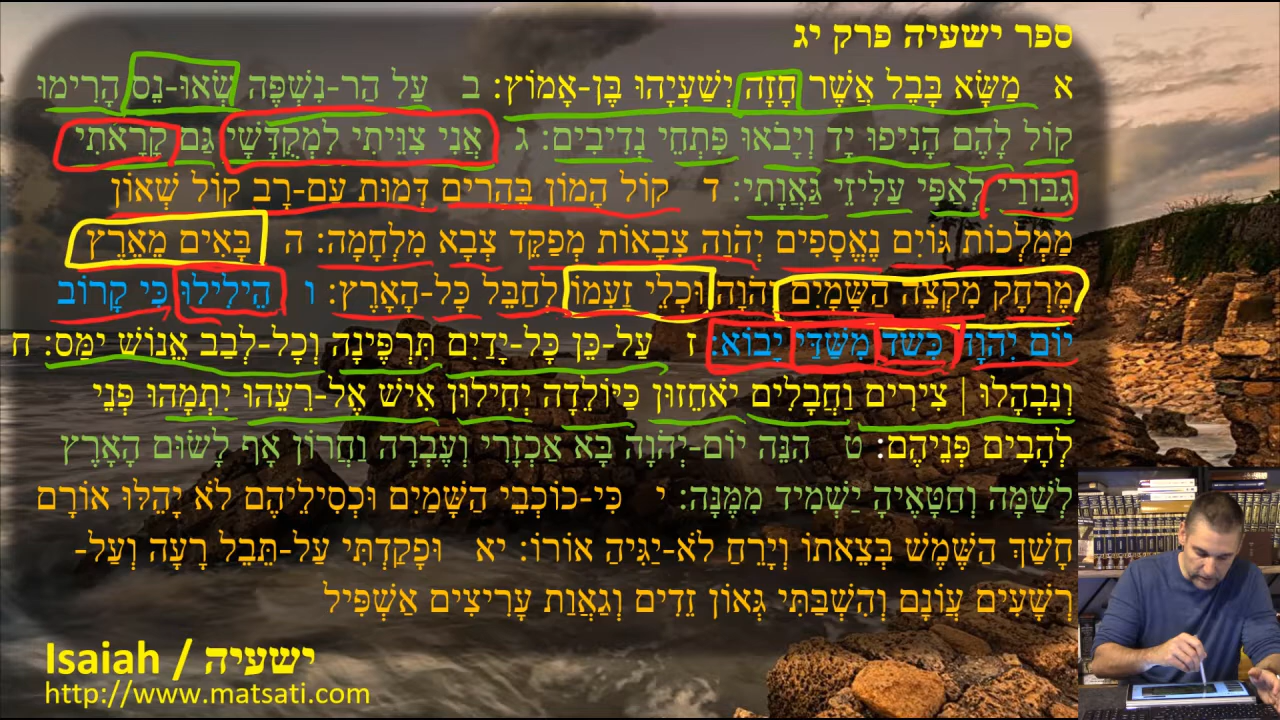 ספר ישעיה פרק יג
א מַשָּׂא בָּבֶל אֲשֶׁר חָזָה יְשַׁעְיָהוּ בֶּן-אָמוֹץ: ב עַל הַר-נִשְׁפֶּה שְׂאוּ-נֵס הָרִימוּ
קוֹל לָהֶם הָנִיפוּ יָד וְיָבֹאוּ פִּתְחֵי נְדִיבִים: ג אֲנִי צִוֵּיתִי לִמְקֻדָּשָׁי גַּם קָרָאתִי
גִבּוֹרַי לְאַפִּי עַלִּיזֵי גַּאֲוָתִי: ד קוֹל הָמוֹן בֶּהָרִים דְּמוּת עַם-רָב קוֹל שְׁאוֹן
מַמְלְכוֹת גּוֹיִם נֶאֱסָפִים יְהוָה צְבָאוֹת מְפַקֵּד צְבָא מִלְחָמָה: ה בָּאִים מֵאֶרֶץ
מֶרְחָק מִקְצֵה הַשָּׁמָיִם יְהוָה וּכְלֵי זַעְמוֹ לְחַבֵּל כָּל-הָאָרֶץ: ו הֵילִילוּ כִּי קָרוֹב
יוֹם יְהוָה כְּשֹׁד מִשַּׁדַּי יָבוֹא: ז עַל-כֵּן כָּל-יָדַיִם תִּרְפֶּינָה וְכָל-לְבַב אֱנוֹשׁ יִמָּס: ח
וְנִבְהָלוּ | צִירִים וַחֲבָלִים יֹאחֵזוּן כַּיּוֹלֵדָה יְחִילוּן אִישׁ אֶל-רֵעֵהוּ יִתְמָהוּ פְּנֵי
לְהָבִים פְּנֵיהֶם: ט הִנֵּה יוֹם-יְהוָה בָּא אַכְזָרִי וְעֶבְרָה וַחֲרוֹן אָף לָשׂוּם הָאָרֶץ
לְשַׁמָּה וְחַטָּאֶיהָ יַשְׁמִיד מִמֶּנָּה: י כִּי-כוֹכְבֵי הַשָּׁמַיִם וּכְסִילֵיהֶם לֹא יָהֵלּוּ אוֹרָם
חָשַׁךְ הַשֶּׁמֶשׁ בְּצֵאתוֹ וְיָרֵחַ לֹא-יַגִּיהַ אוֹרוֹ: יא וּפָקַדְתִּי עַל-תֵּבֵל רָעָה וְעַל-
רְשָׁעִים עֲוֹנָם וְהִשְׁבַּתִּי גְּאוֹן זֵדִים וְגַאֲוַת עָרִיצִים אַשְׁפִּיל
Isaiah / ישעיה
http://www.matsati.com